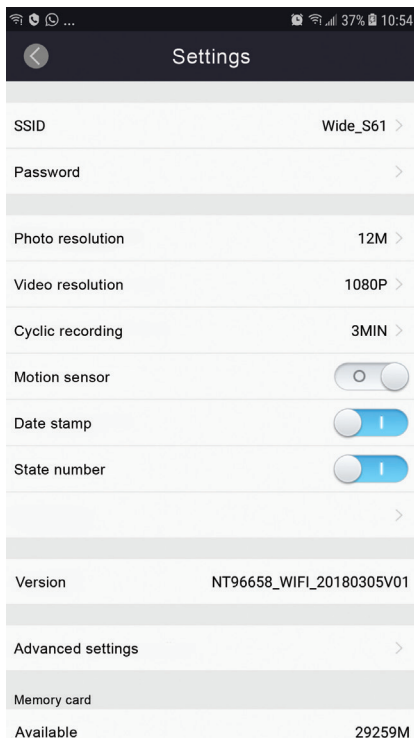 ... 37% 10:54
Settings
SSID Wide_S61
Password
Photo resolution 12M
Video resolution 1080P
Cyclic recording 3MIN
Motion sensor
Date stamp
State number
Version NT96658_WIFI_20180305V01
Advanced settings
Memory card
Available 29259M